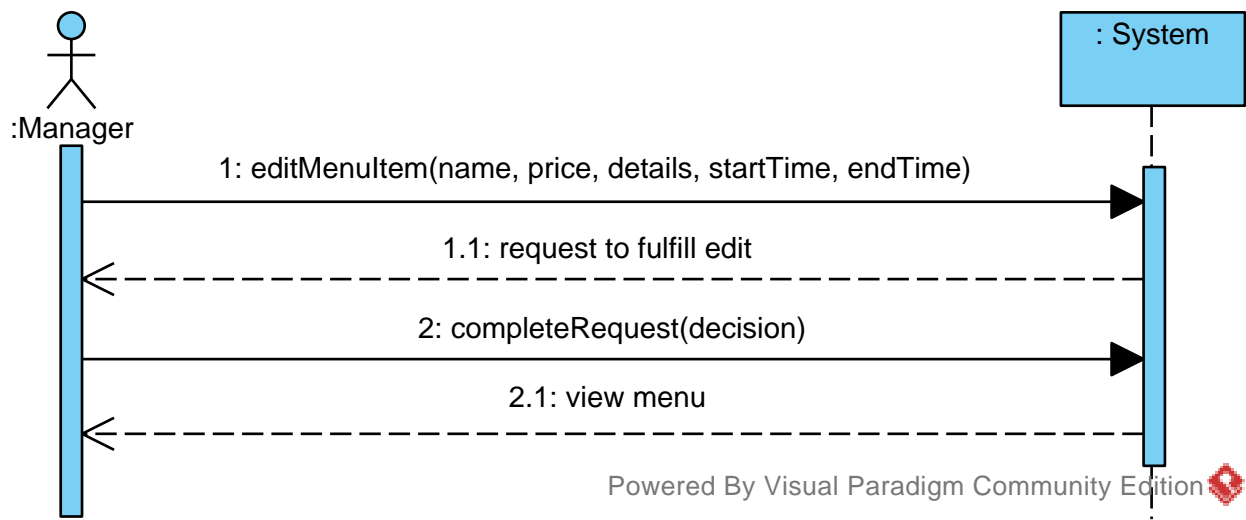 : System
:Manager
1: editMenuItem(name, price, details, startTime, endTime)
1.1: request to fulfill edit
2: completeRequest(decision)
2.1: view menu
Powered By Visual Paradigm Community Edition